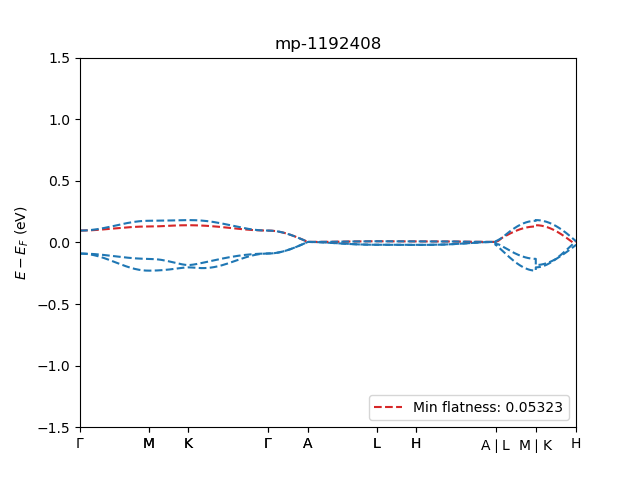 mp-1192408
1.5
1.0
0.5
0.0
−0.5
−1.0
−1.5
E − E_F (eV)
Min flatness: 0.05323
Γ M K Γ A L H A | L M | K H